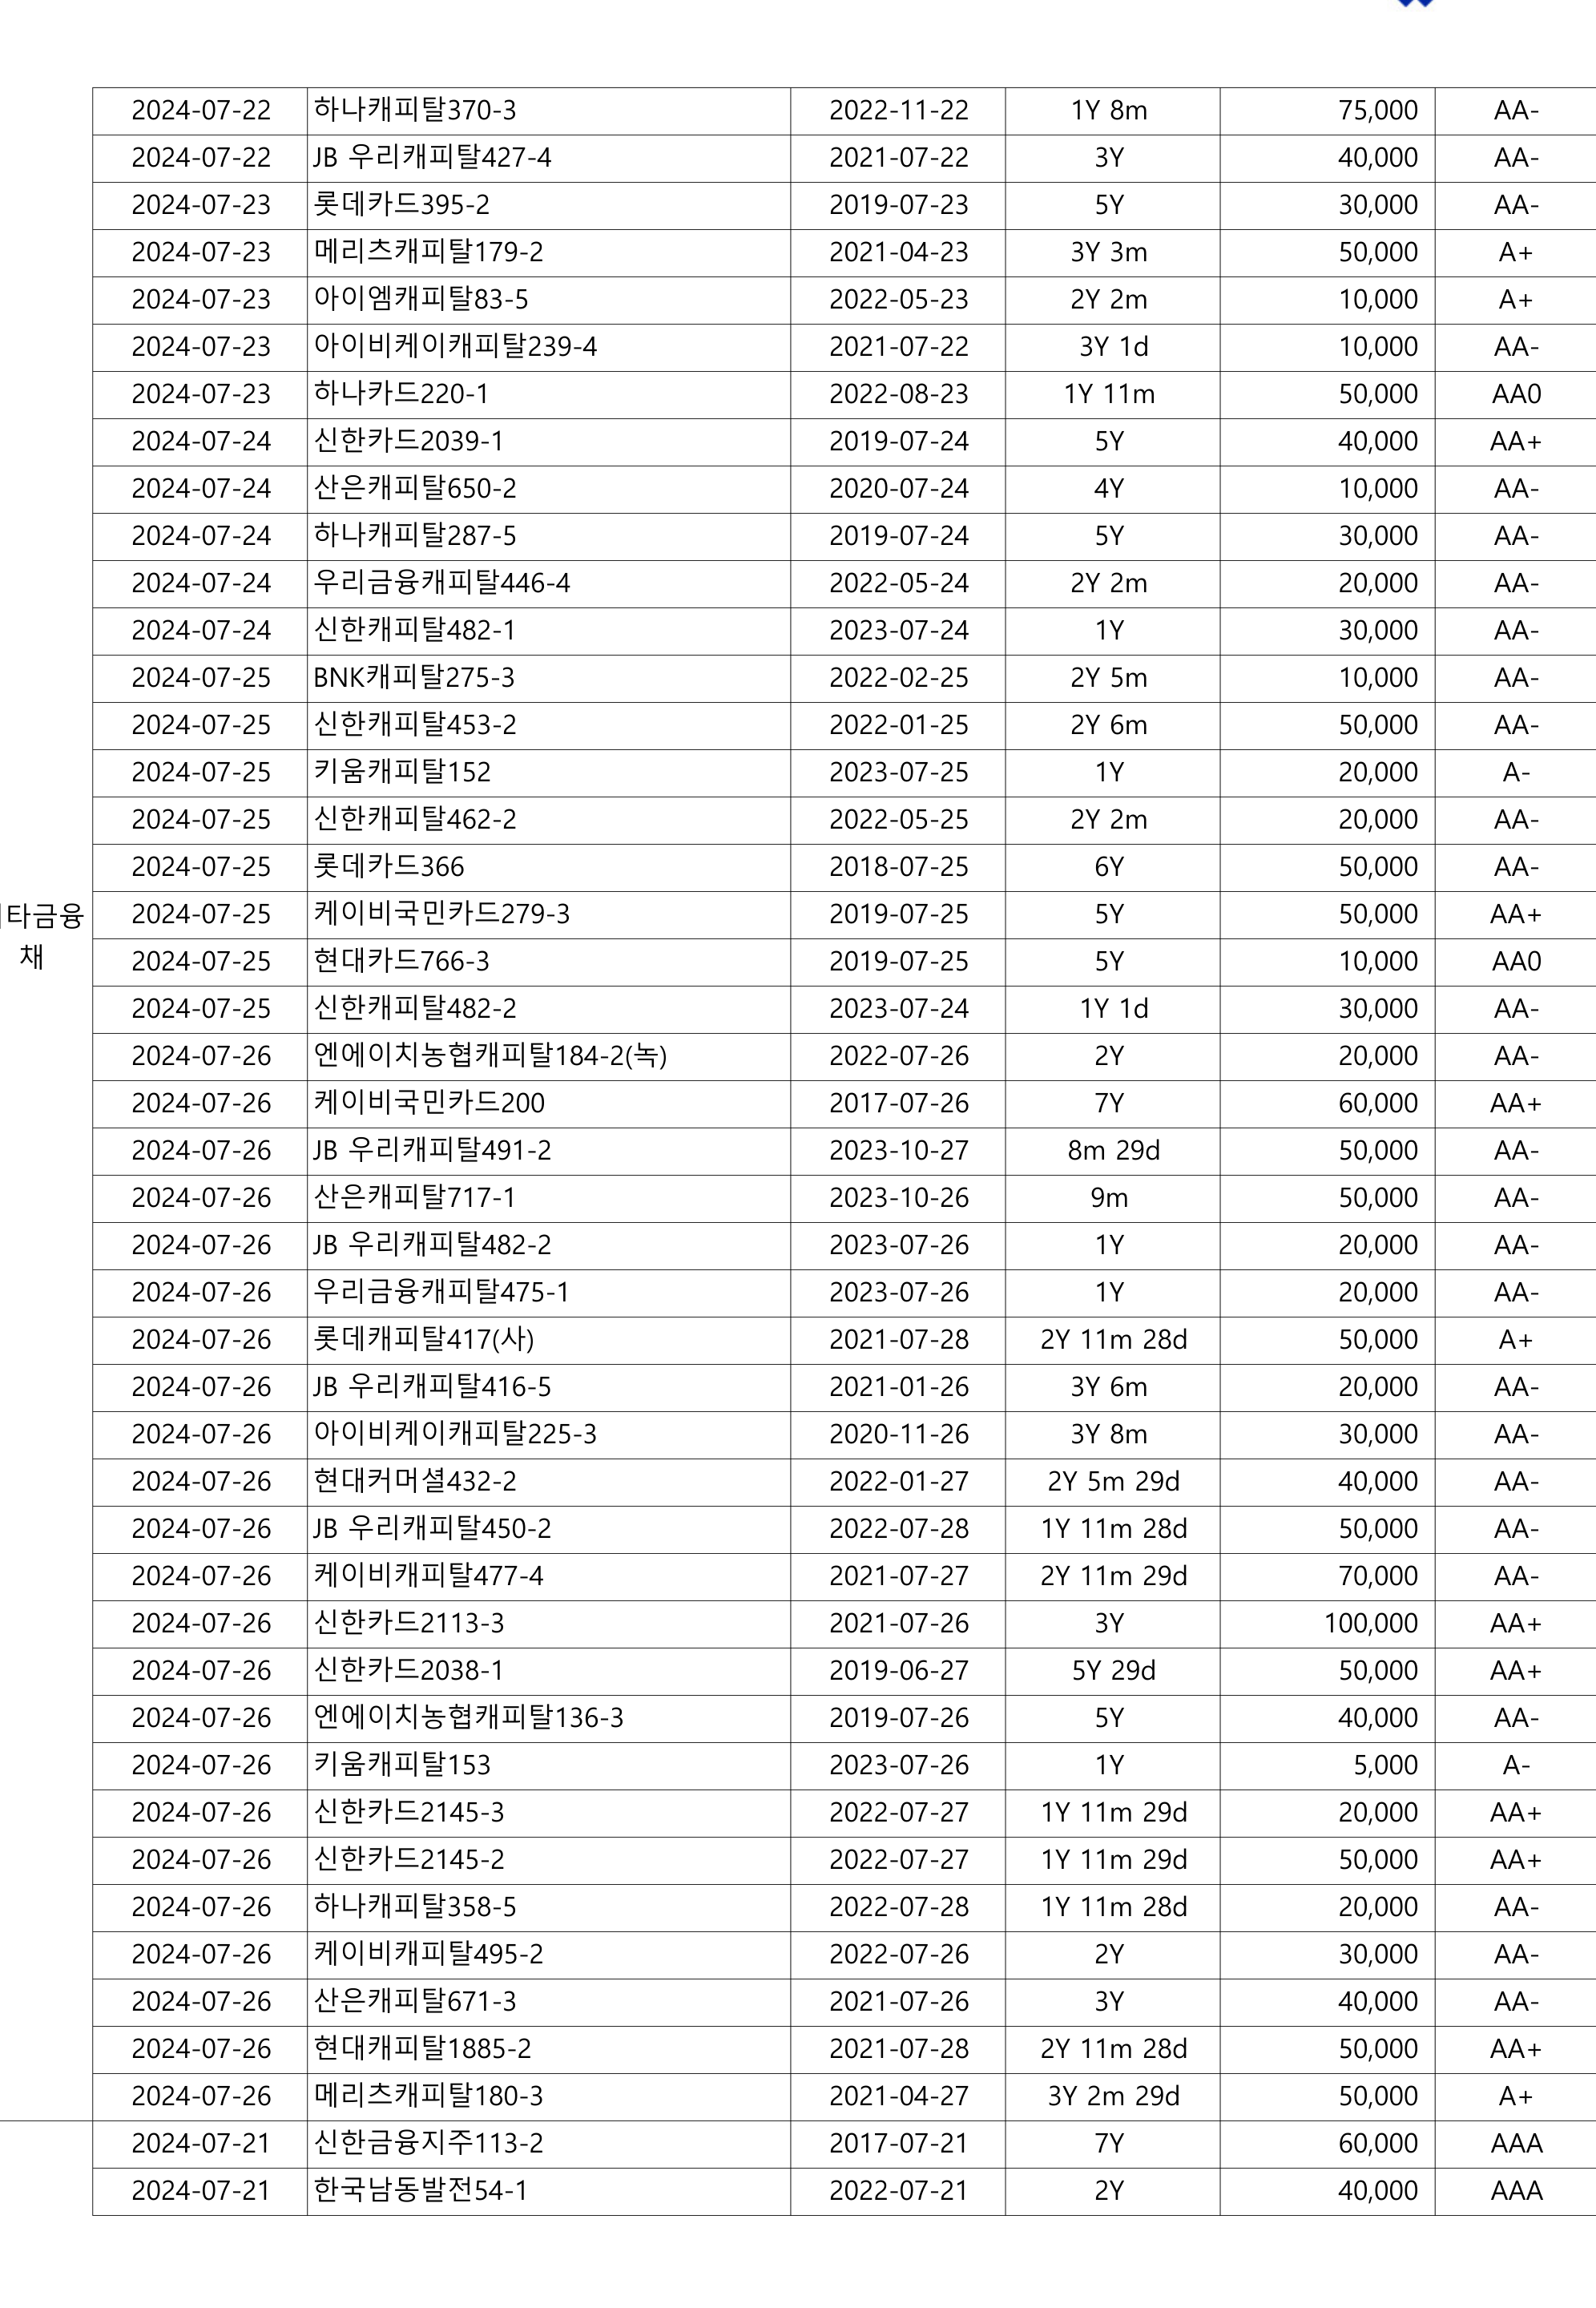 2024-07-22 하나캐피탈370-3 2022-11-22 1Y 8m 75,000 AA-
2024-07-22 JB 우리캐피탈427-4 2021-07-22 3Y 40,000 AA-
2024-07-23 롯데카드395-2 2019-07-23 5Y 30,000 AA-
2024-07-23 메리츠캐피탈179-2 2021-04-23 3Y 3m 50,000 A+
2024-07-23 아이엠캐피탈83-5 2022-05-23 2Y 2m 10,000 A+
2024-07-23 아이비케이캐피탈239-4 2021-07-22 3Y 1d 10,000 AA-
2024-07-23 하나카드220-1 2022-08-23 1Y 11m 50,000 AA0
2024-07-24 신한카드2039-1 2019-07-24 5Y 40,000 AA+
2024-07-24 산은캐피탈650-2 2020-07-24 4Y 10,000 AA-
2024-07-24 하나캐피탈287-5 2019-07-24 5Y 30,000 AA-
2024-07-24 우리금융캐피탈446-4 2022-05-24 2Y 2m 20,000 AA-
2024-07-24 신한캐피탈482-1 2023-07-24 1Y 30,000 AA-
2024-07-25 BNK캐피탈275-3 2022-02-25 2Y 5m 10,000 AA-
2024-07-25 신한캐피탈453-2 2022-01-25 2Y 6m 50,000 AA-
2024-07-25 키움캐피탈152 2023-07-25 1Y 20,000 A-
2024-07-25 신한캐피탈462-2 2022-05-25 2Y 2m 20,000 AA-
2024-07-25 롯데카드366 2018-07-25 6Y 50,000 AA-
타금융
채
2024-07-25 케이비국민카드279-3 2019-07-25 5Y 50,000 AA+
2024-07-25 현대카드766-3 2019-07-25 5Y 10,000 AA0
2024-07-25 신한캐피탈482-2 2023-07-24 1Y 1d 30,000 AA-
2024-07-26 엔에이치농협캐피탈184-2(녹) 2022-07-26 2Y 20,000 AA-
2024-07-26 케이비국민카드200 2017-07-26 7Y 60,000 AA+
2024-07-26 JB 우리캐피탈491-2 2023-10-27 8m 29d 50,000 AA-
2024-07-26 산은캐피탈717-1 2023-10-26 9m 50,000 AA-
2024-07-26 JB 우리캐피탈482-2 2023-07-26 1Y 20,000 AA-
2024-07-26 우리금융캐피탈475-1 2023-07-26 1Y 20,000 AA-
2024-07-26 롯데캐피탈417(사) 2021-07-28 2Y 11m 28d 50,000 A+
2024-07-26 JB 우리캐피탈416-5 2021-01-26 3Y 6m 20,000 AA-
2024-07-26 아이비케이캐피탈225-3 2020-11-26 3Y 8m 30,000 AA-
2024-07-26 현대커머셜432-2 2022-01-27 2Y 5m 29d 40,000 AA-
2024-07-26 JB 우리캐피탈450-2 2022-07-28 1Y 11m 28d 50,000 AA-
2024-07-26 케이비캐피탈477-4 2021-07-27 2Y 11m 29d 70,000 AA-
2024-07-26 신한카드2113-3 2021-07-26 3Y 100,000 AA+
2024-07-26 신한카드2038-1 2019-06-27 5Y 29d 50,000 AA+
2024-07-26 엔에이치농협캐피탈136-3 2019-07-26 5Y 40,000 AA-
2024-07-26 키움캐피탈153 2023-07-26 1Y 5,000 A-
2024-07-26 신한카드2145-3 2022-07-27 1Y 11m 29d 20,000 AA+
2024-07-26 신한카드2145-2 2022-07-27 1Y 11m 29d 50,000 AA+
2024-07-26 하나캐피탈358-5 2022-07-28 1Y 11m 28d 20,000 AA-
2024-07-26 케이비캐피탈495-2 2022-07-26 2Y 30,000 AA-
2024-07-26 산은캐피탈671-3 2021-07-26 3Y 40,000 AA-
2024-07-26 현대캐피탈1885-2 2021-07-28 2Y 11m 28d 50,000 AA+
2024-07-26 메리츠캐피탈180-3 2021-04-27 3Y 2m 29d 50,000 A+
2024-07-21 신한금융지주113-2 2017-07-21 7Y 60,000 AAA
2024-07-21 한국남동발전54-1 2022-07-21 2Y 40,000 AAA